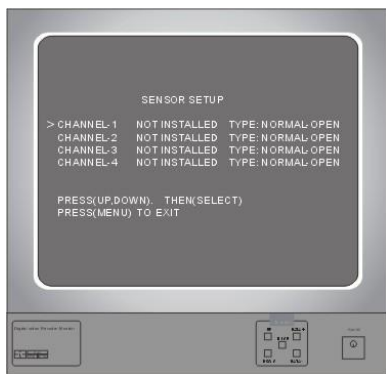 SENSOR SETUP
> CHANNEL-1 NOT INSTALLED TYPE: NORMAL-OPEN
CHANNEL-2 NOT INSTALLED TYPE: NORMAL-OPEN
CHANNEL-3 NOT INSTALLED TYPE: NORMAL-OPEN
CHANNEL-4 NOT INSTALLED TYPE: NORMAL-OPEN
PRESS(UP,DOWN). THEN(SELECT)
PRESS(MENU) TO EXIT